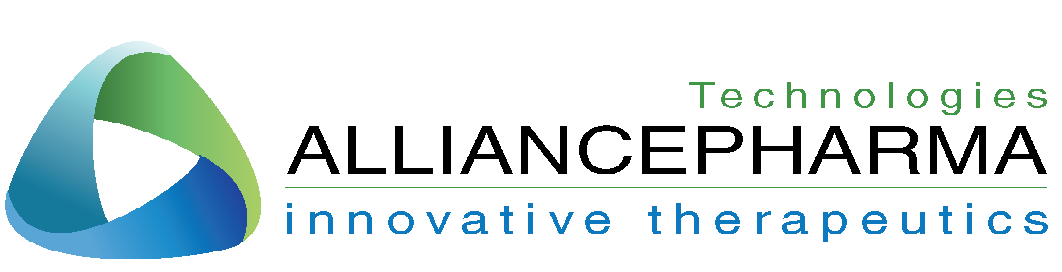 Technologies
ALLIANCEPHARMA
innovative therapeutics